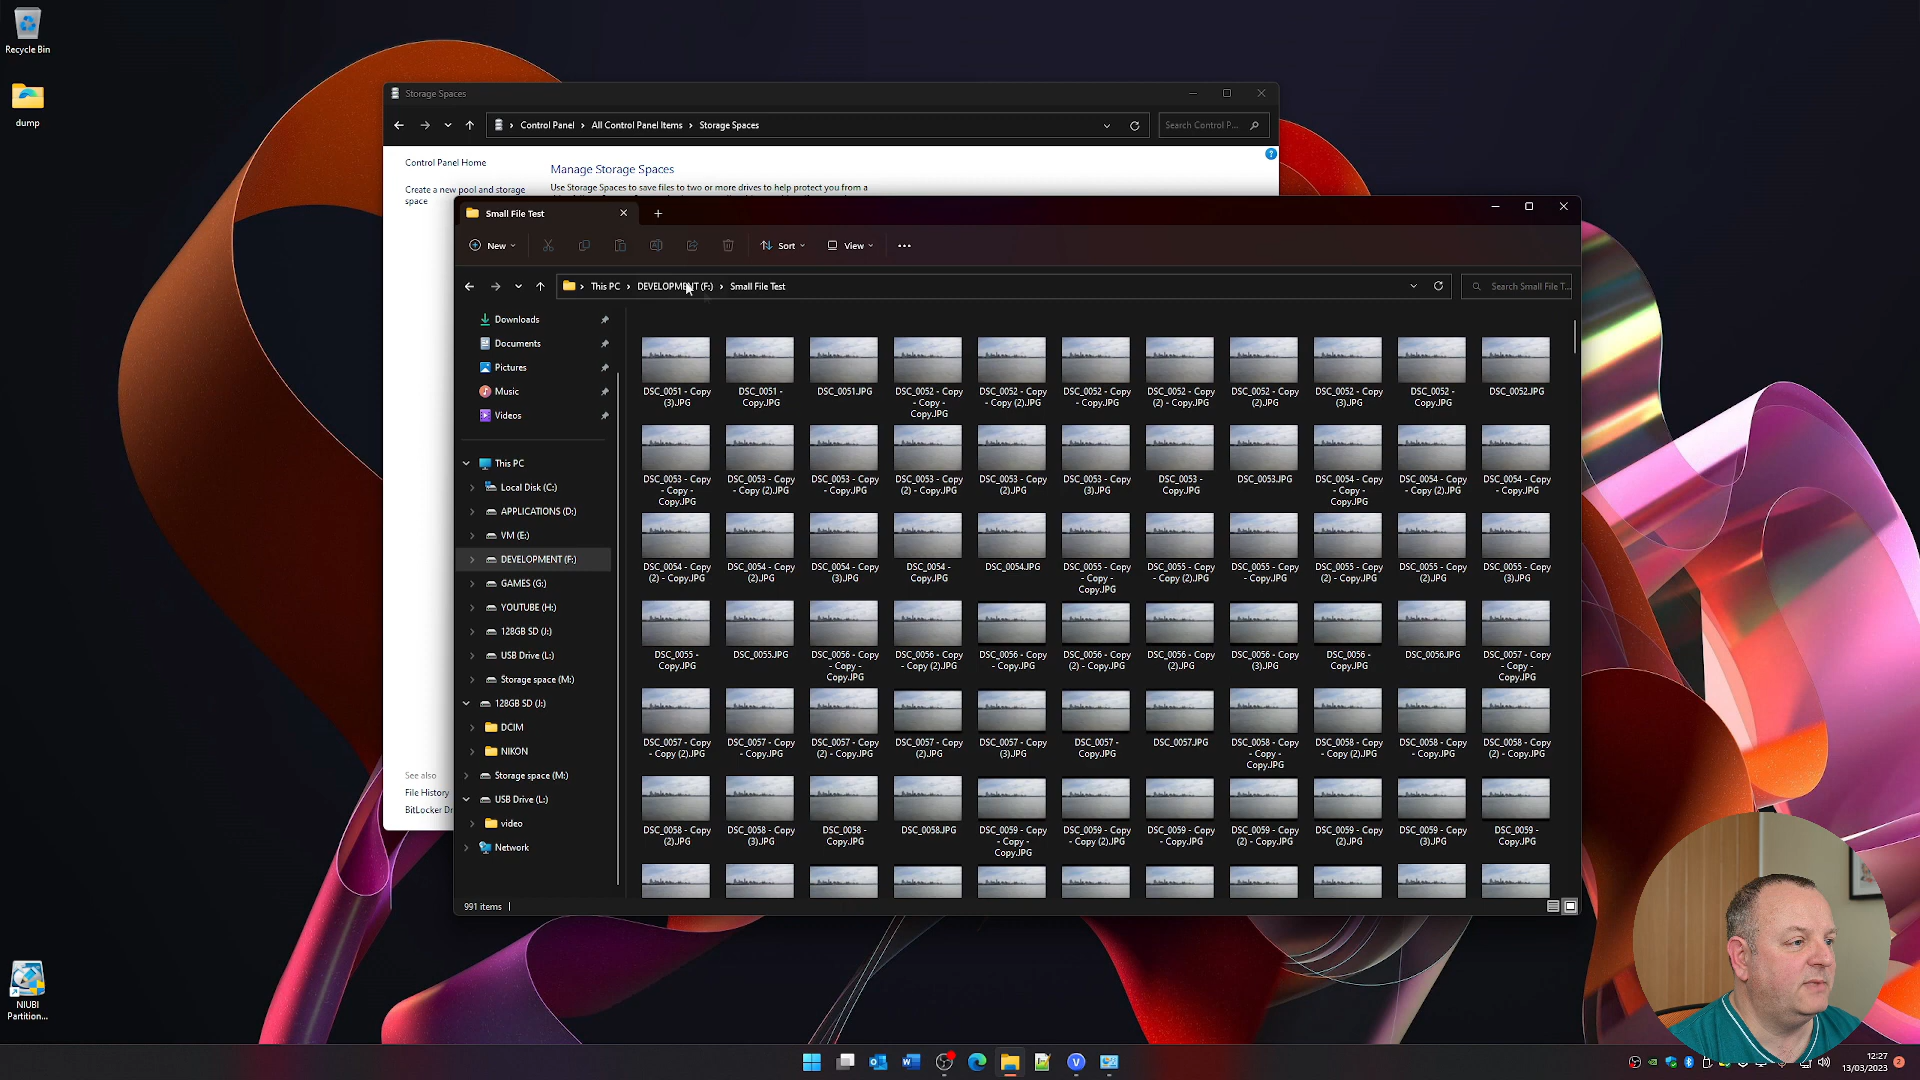 Recycle Bin
dump
NIUBI
Partition...
Storage Spaces
Control Panel › All Control Panel Items › Storage Spaces
Search Control P...
Control Panel Home
Create a new pool and storage
space
Manage Storage Spaces
Use Storage Spaces to save files to two or more drives to help protect you from a
See also
File History
BitLocker Dr
Small File Test
New
Sort
View
This PC › DEVELOPMENT (F:) › Small File Test
Search Small File T...
Downloads
Documents
Pictures
Music
Videos
This PC
Local Disk (C:)
APPLICATIONS (D:)
VM (E:)
DEVELOPMENT (F:)
GAMES (G:)
YOUTUBE (H:)
128GB SD (J:)
USB Drive (L:)
Storage space (M:)
128GB SD (J:)
DCIM
NIKON
Storage space (M:)
USB Drive (L:)
video
Network
DSC_0051 - Copy DSC_0051 - DSC_0051.JPG DSC_0052 - Copy DSC_0052 - Copy DSC_0052 - Copy DSC_0052 - Copy DSC_0052 - Copy DSC_0052 - Copy DSC_0052 - DSC_0052.JPG
(3).JPG Copy.JPG - Copy - - Copy (2).JPG - Copy.JPG (2) - Copy.JPG (2).JPG (3).JPG Copy.JPG
Copy.JPG
DSC_0053 - Copy DSC_0053 - Copy DSC_0053 - Copy DSC_0053 - Copy DSC_0053 - Copy DSC_0053 - Copy DSC_0053 - DSC_0053.JPG DSC_0054 - Copy DSC_0054 - Copy DSC_0054 - Copy
- Copy - - Copy (2).JPG - Copy.JPG (2) - Copy.JPG (2).JPG (3).JPG Copy.JPG - Copy - - Copy (2).JPG - Copy.JPG
Copy.JPG Copy.JPG
DSC_0054 - Copy DSC_0054 - Copy DSC_0054 - Copy DSC_0054 - DSC_0054.JPG DSC_0055 - Copy DSC_0055 - Copy DSC_0055 - Copy DSC_0055 - Copy DSC_0055 - Copy DSC_0055 - Copy
(2) - Copy.JPG (2).JPG (3).JPG Copy.JPG - Copy - - Copy (2).JPG - Copy.JPG (2) - Copy.JPG (2).JPG (3).JPG
Copy.JPG
DSC_0055 - DSC_0055.JPG DSC_0056 - Copy DSC_0056 - Copy DSC_0056 - Copy DSC_0056 - Copy DSC_0056 - Copy DSC_0056 - Copy DSC_0056 - DSC_0056.JPG DSC_0057 - Copy
Copy.JPG - Copy - - Copy (2).JPG - Copy.JPG (2) - Copy.JPG (2).JPG (3).JPG Copy.JPG - Copy -
Copy.JPG Copy.JPG
DSC_0057 - Copy DSC_0057 - Copy DSC_0057 - Copy DSC_0057 - Copy DSC_0057 - Copy DSC_0057 - DSC_0057.JPG DSC_0058 - Copy DSC_0058 - Copy DSC_0058 - Copy DSC_0058 - Copy
- Copy (2).JPG - Copy.JPG (2) - Copy.JPG (2).JPG (3).JPG Copy.JPG - Copy - - Copy (2).JPG - Copy.JPG (2) - Copy.JPG
Copy.JPG
DSC_0058 - Copy DSC_0058 - Copy DSC_0058 - DSC_0058.JPG DSC_0059 - Copy DSC_0059 - Copy DSC_0059 - Copy DSC_0059 - Copy DSC_0059 - Copy DSC_0059 - Copy DSC_0059 -
(2).JPG (3).JPG Copy.JPG - Copy - - Copy (2).JPG - Copy.JPG (2) - Copy.JPG (2).JPG (3).JPG Copy.JPG
Copy.JPG
991 items
12:27
13/03/2023
2